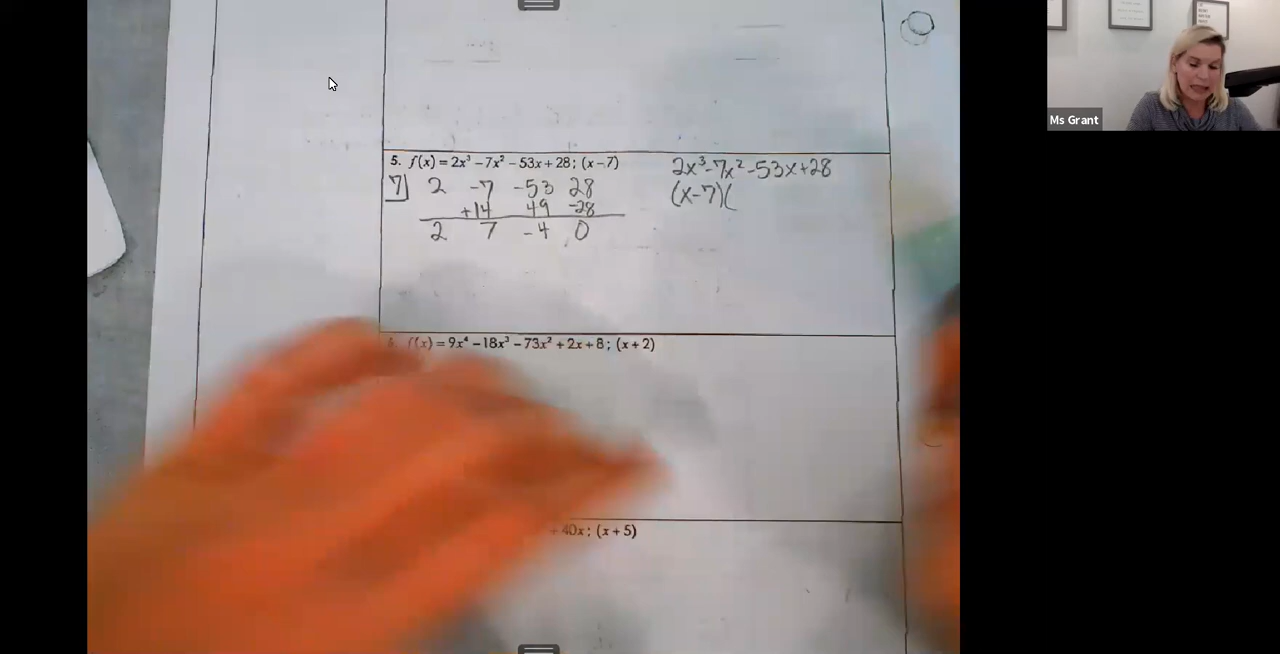 5. f(x) = 2x³ − 7x² − 53x + 28; (x − 7)
2x³-7x²-53x+28
7 2 -7 -53 28
(x-7)(
+14 49 -28
2 7 -4 0
f(x) = 9x⁴ − 18x³ − 73x² + 2x + 8; (x + 2)
+ 40x; (x + 5)
Ms Grant